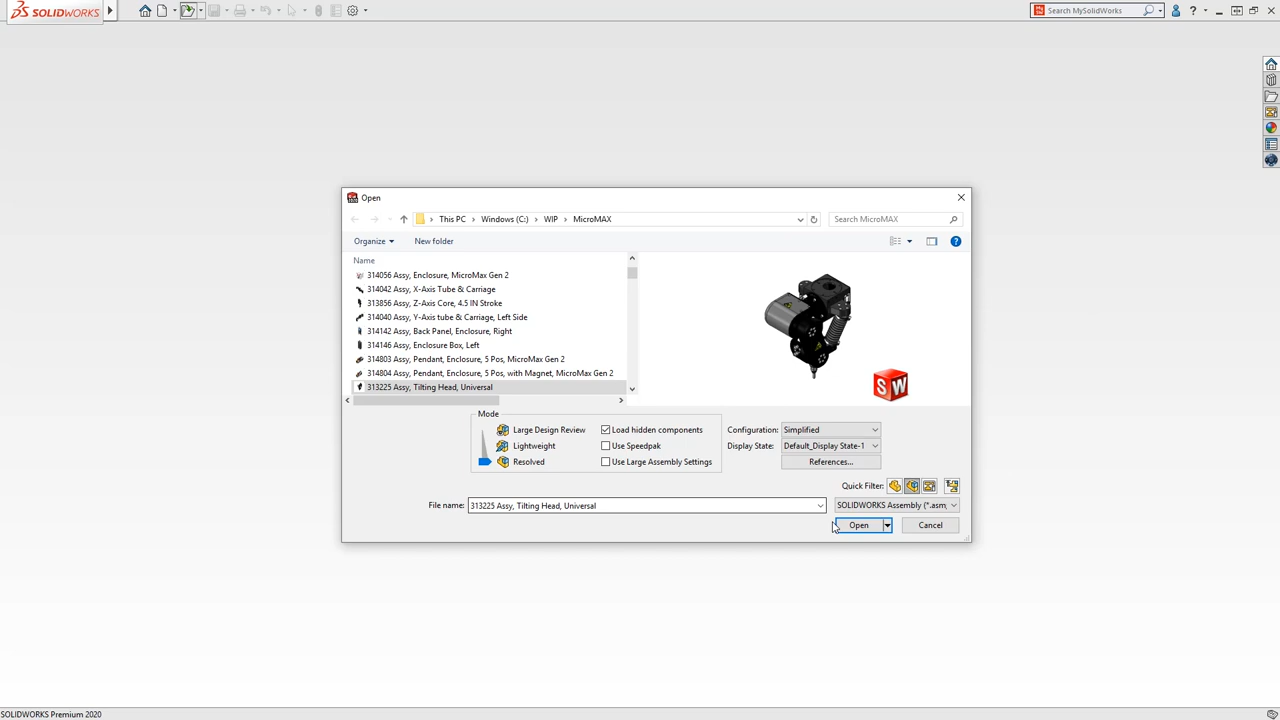 SOLIDWORKS
Search MySolidWorks
Open
This PC > Windows (C:) > WIP > MicroMAX
Search MicroMAX
Organize
New folder
Name
314056 Assy, Enclosure, MicroMax Gen 2
314042 Assy, X-Axis Tube & Carriage
313856 Assy, Z-Axis Core, 4.5 IN Stroke
314040 Assy, Y-Axis tube & Carriage, Left Side
314142 Assy, Back Panel, Enclosure, Right
314146 Assy, Enclosure Box, Left
314803 Assy, Pendant, Enclosure, 5 Pos, MicroMax Gen 2
314804 Assy, Pendant, Enclosure, 5 Pos, with Magnet, MicroMax Gen 2
313225 Assy, Tilting Head, Universal
SW
Mode
Large Design Review
Lightweight
Resolved
Load hidden components
Use Speedpak
Use Large Assembly Settings
Configuration: Simplified
Display State: Default_Display State-1
References...
Quick Filter:
File name: 313225 Assy, Tilting Head, Universal
SOLIDWORKS Assembly (*.asm,
Open
Cancel
SOLIDWORKS Premium 2020